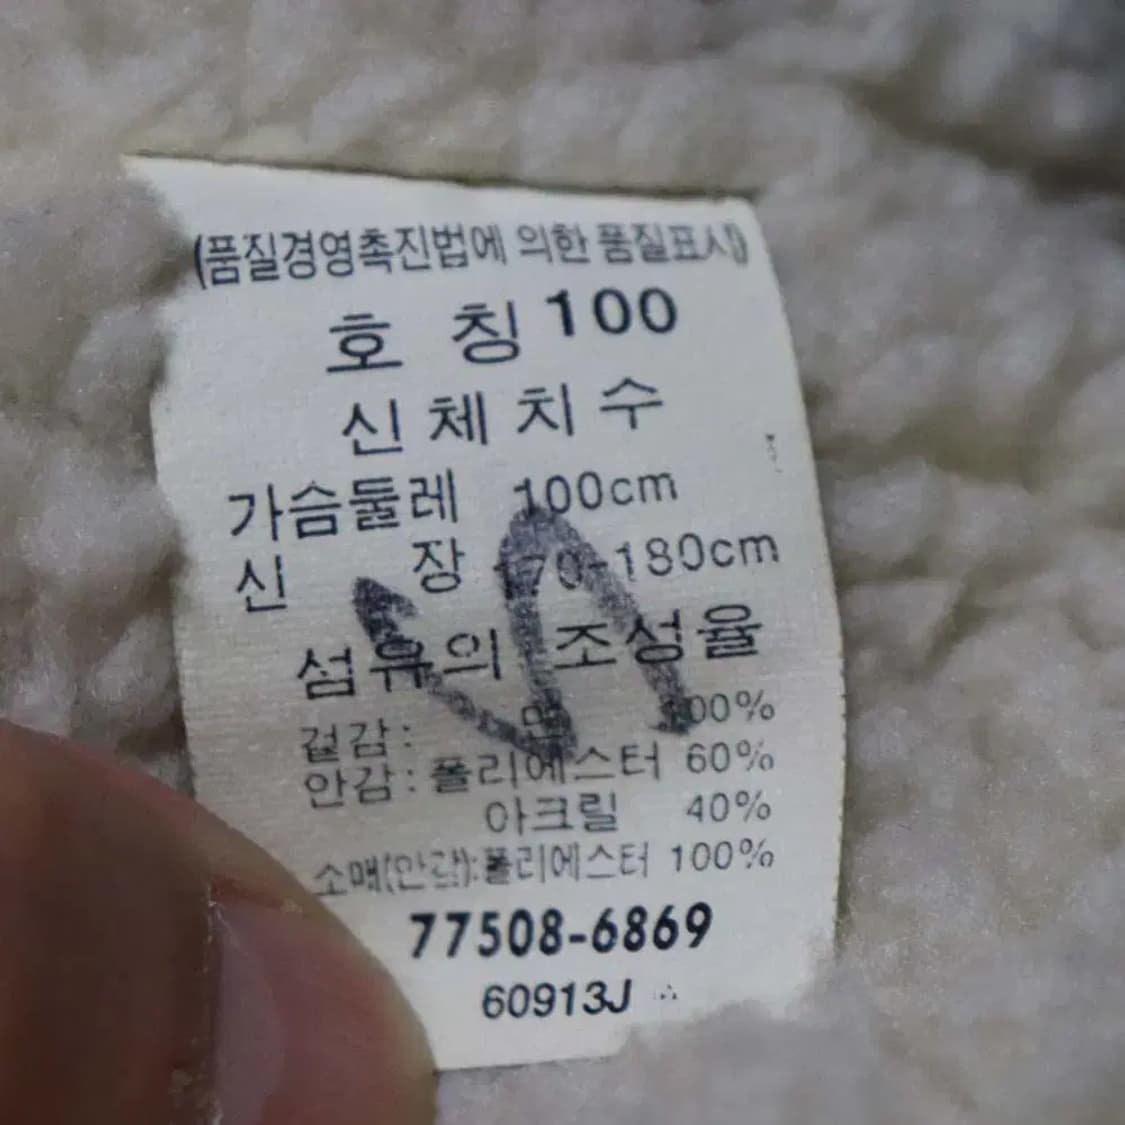 (품질경영촉진법에 의한 품질표시)
호 칭 100
신 체 치 수
가슴둘레 100cm
신 장 170-180cm
섬유의 조성율
겉감: 면 100%
안감: 폴리에스터 60%
아크릴 40%
소매(안감):폴리에스터 100%
77508-6869
60913J